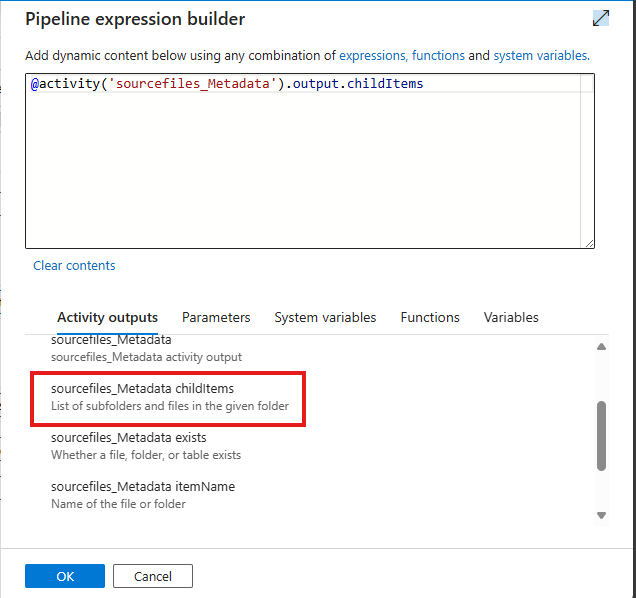 Pipeline expression builder
Add dynamic content below using any combination of expressions, functions and system variables.
@activity('sourcefiles_Metadata').output.childItems
Clear contents
Activity outputs Parameters System variables Functions Variables
sourcefiles_Metadata
sourcefiles_Metadata activity output
sourcefiles_Metadata childItems
List of subfolders and files in the given folder
sourcefiles_Metadata exists
Whether a file, folder, or table exists
sourcefiles_Metadata itemName
Name of the file or folder
OK Cancel